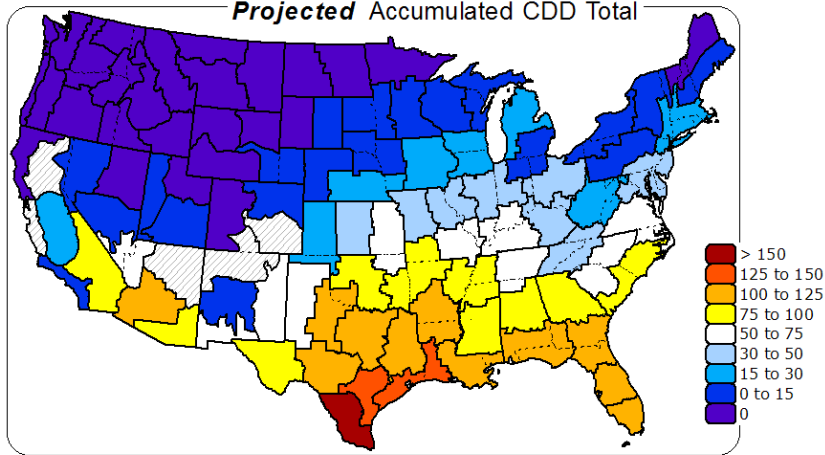 Projected Accumulated CDD Total
> 150
125 to 150
100 to 125
75 to 100
50 to 75
30 to 50
15 to 30
0 to 15
0